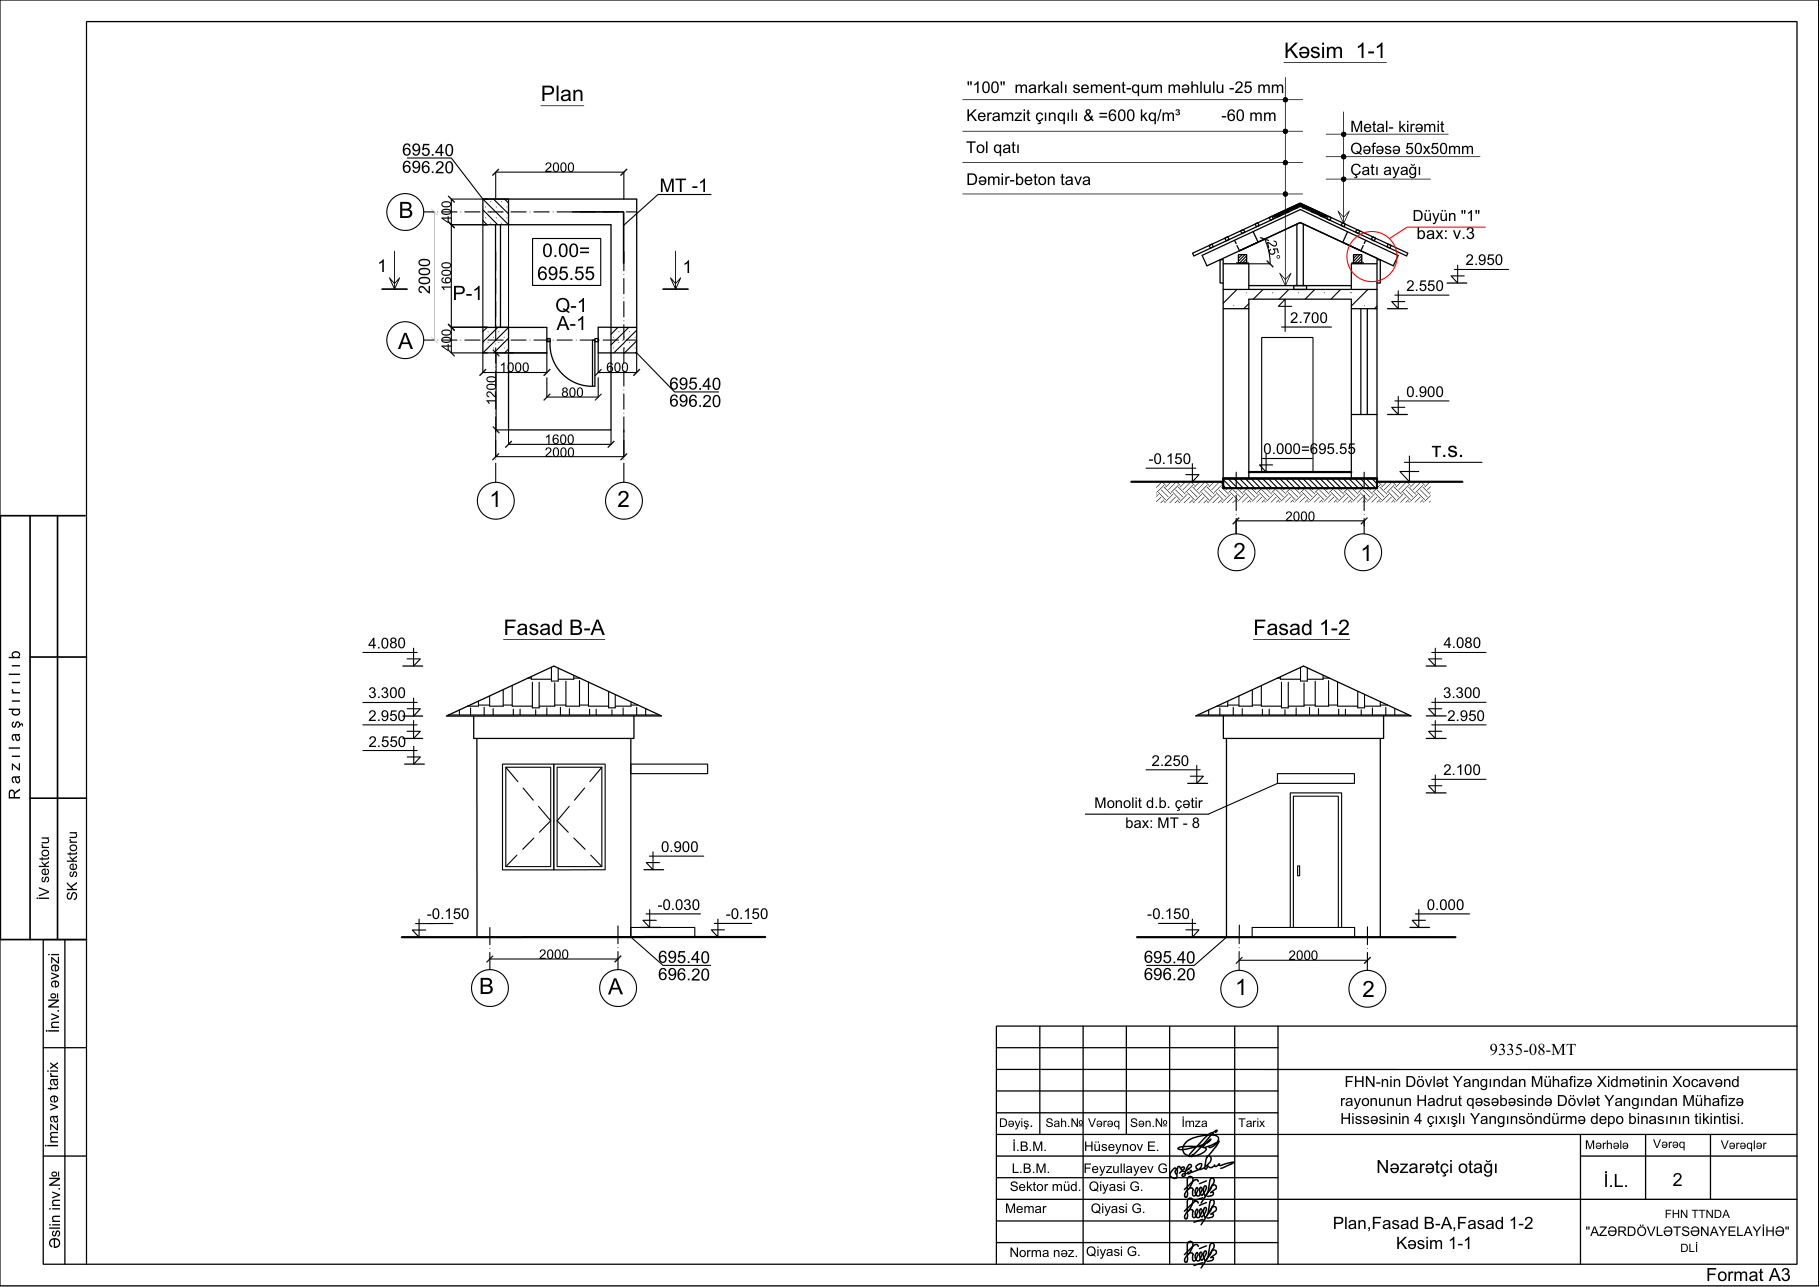 Plan
695.40
696.20
2000
MT -1
B
400
0.00=
695.55
1
1
2000
1600
P-1
Q-1
A-1
A
400
1000
600
1200
800
695.40
696.20
1600
2000
1
2
Kəsim 1-1
"100" markalı sement-qum məhlulu -25 mm
Keramzit çınqılı & =600 kq/m³ -60 mm
Tol qatı
Dəmir-beton tava
Metal- kirəmit
Qəfəsə 50x50mm
Çatı ayağı
Düyün "1"
bax: v.3
25°
2.950
2.550
2.700
0.900
0.000=695.55
-0.150
T.S.
2000
2
1
Fasad B-A
4.080
3.300
2.950
2.550
0.900
-0.150
-0.030
-0.150
2000
695.40
696.20
B
A
Fasad 1-2
4.080
3.300
2.950
2.250
2.100
Monolit d.b. çətir
bax: MT - 8
-0.150
0.000
695.40
696.20
2000
1
2
Razılaşdırılıb
İV sektoru
SK sektoru
İnv.№ əvəzi
İmza və tarix
Əslin inv.№
9335-08-MT
FHN-nin Dövlət Yangından Mühafizə Xidmətinin Xocavənd
rayonunun Hadrut qəsəbəsində Dövlət Yangından Mühafizə
Hissəsinin 4 çıxışlı Yangınsöndürmə depo binasının tikintisi.
Dəyiş. Sah.№ Vərəq Sən.№ İmza Tarix
İ.B.M. Hüseynov E.
L.B.M. Feyzullayev G
Sektor müd. Qiyasi G.
Memar Qiyasi G.
Norma nəz. Qiyasi G.
Nəzarətçi otağı
Mərhələ Vərəq Vərəqlər
İ.L. 2
Plan,Fasad B-A,Fasad 1-2
Kəsim 1-1
FHN TTNDA
"AZƏRDÖVLƏTSƏNAYELAYİHƏ"
DLİ
Format A3